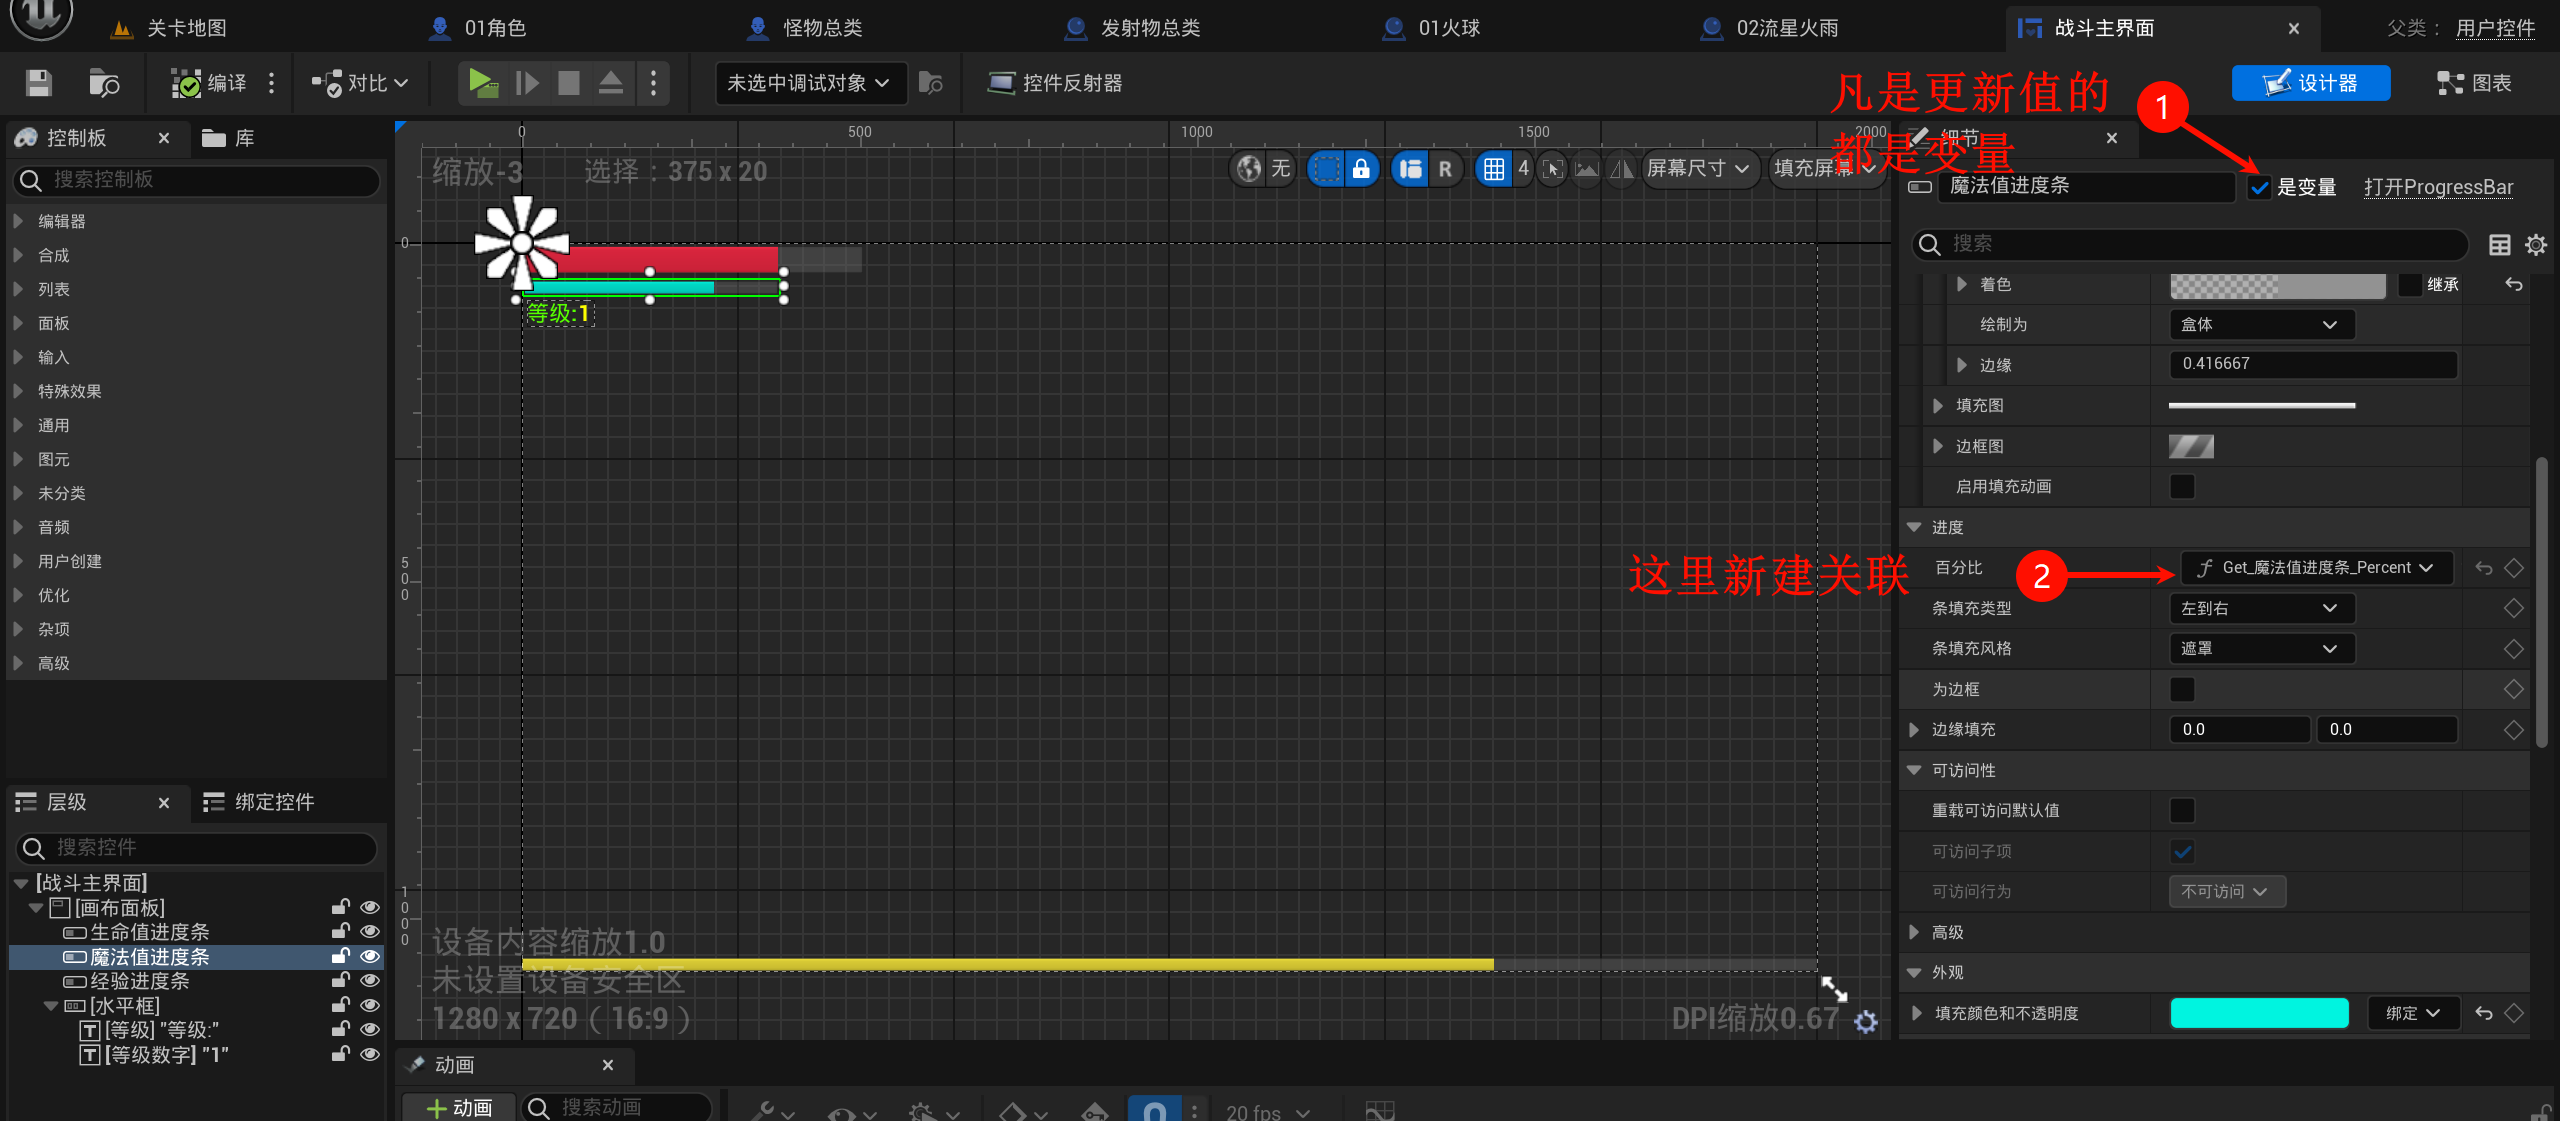 关卡地图
01角色
怪物总类
发射物总类
01火球
02流星火雨
战斗主界面
父类：
用户控件
编译
对比
未选中调试对象
控件反射器
设计器
图表
凡是更新值的
都是变量
1
控制板
库
搜索控制板
编辑器
合成
列表
面板
输入
特殊效果
通用
图元
未分类
音频
用户创建
优化
杂项
高级
层级
绑定控件
搜索控件
[战斗主界面]
[画布面板]
生命值进度条
魔法值进度条
经验进度条
[水平框]
[等级] "等级:"
[等级数字] "1"
0
500
1000
1500
2000
缩放-3
选择：375 x 20
无
R
4
屏幕尺寸
填充屏幕
0
500
1000
等级:1
这里新建关联
2
设备内容缩放1.0
未设置设备安全区
1280 x 720（16:9）
DPI缩放0.67
动画
动画
搜索动画
20 fps
细节
魔法值进度条
是变量
打开ProgressBar
搜索
着色
继承
绘制为
盒体
边缘
0.416667
填充图
边框图
启用填充动画
进度
百分比
Get_魔法值进度条_Percent
条填充类型
左到右
条填充风格
遮罩
为边框
边缘填充
0.0
0.0
可访问性
重载可访问默认值
可访问子项
可访问行为
不可访问
高级
外观
填充颜色和不透明度
绑定